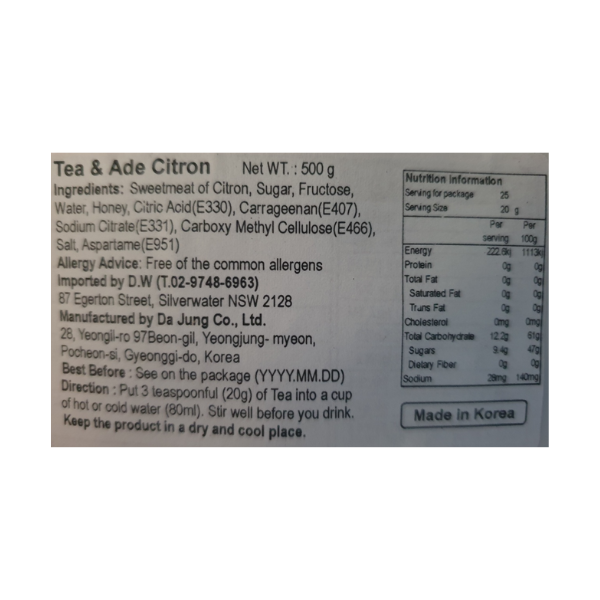 Tea & Ade Citron Net WT. : 500 g
Ingredients: Sweetmeat of Citron, Sugar, Fructose,
Water, Honey, Citric Acid(E330), Carrageenan(E407),
Sodium Citrate(E331), Carboxy Methyl Cellulose(E466),
Salt, Aspartame(E951)
Allergy Advice: Free of the common allergens
Imported by D.W (T.02-9748-6963)
87 Egerton Street, Silverwater NSW 2128
Manufactured by Da Jung Co., Ltd.
28, Yeongil-ro 97Beon-gil, Yeongjung- myeon,
Pocheon-si, Gyeonggi-do, Korea
Best Before : See on the package (YYYY.MM.DD)
Direction : Put 3 teaspoonful (20g) of Tea into a cup
of hot or cold water (80ml). Stir well before you drink.
Keep the product in a dry and cool place.
Nutrition Information
Serving for package 25
Serving Size 20 g
Per Per
serving 100g
Energy 222.6kj 1113kj
Protein 0g 0g
Total Fat 0g 0g
Saturated Fat 0g 0g
Trans Fat 0g 0g
Cholesterol 0mg 0mg
Total Carbohydrate 12.2g 61g
Sugars 9.4g 47g
Dietary Fiber 0g 0g
Sodium 28mg 140mg
Made in Korea